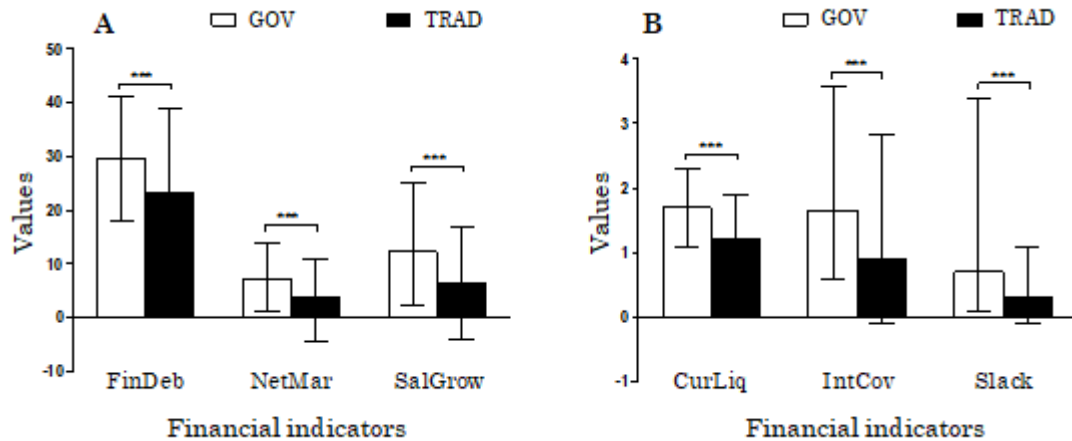 A
GOV
TRAD
50
40
30
20
10
0
-10
Values
***
***
***
FinDeb
NetMar
SalGrow
Financial indicators
B
GOV
TRAD
4
3
2
1
0
-1
Values
***
***
***
CurLiq
IntCov
Slack
Financial indicators